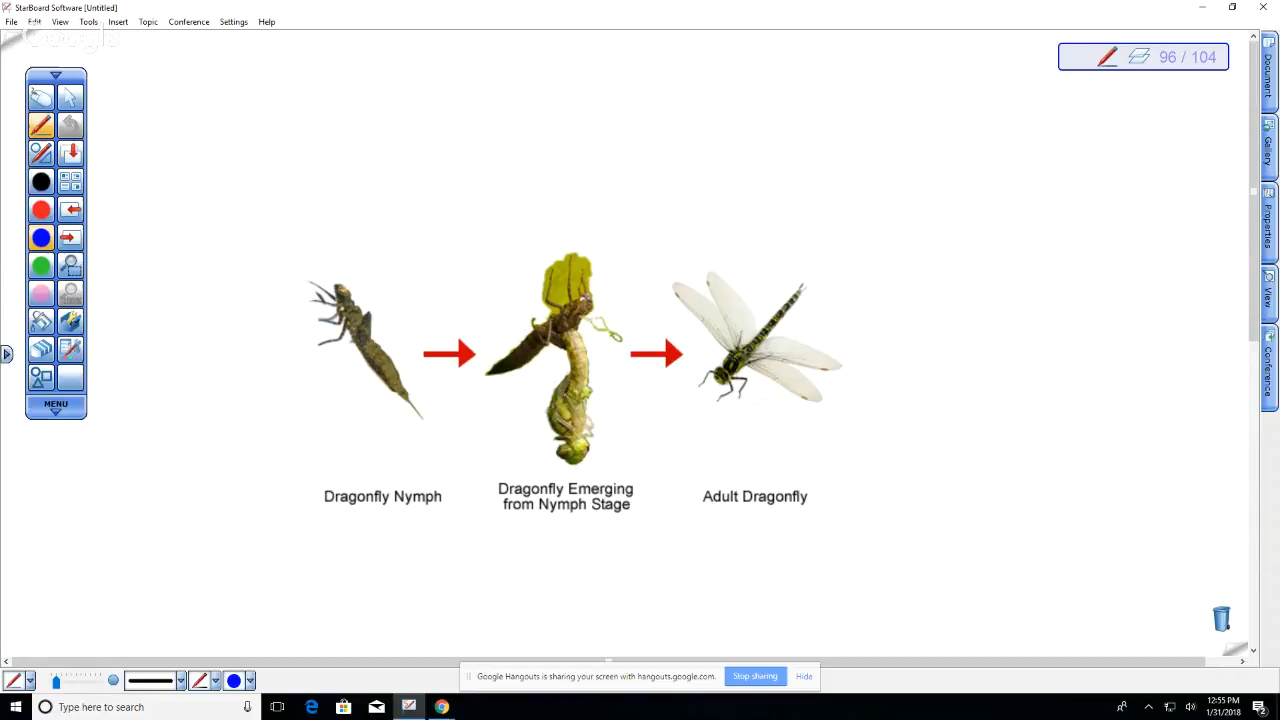 StarBoard Software [Untitled]
File Edit View Tools Insert Topic Conference Settings Help
Google
96 / 104
Document
Gallery
Properties
View
Conference
MENU
Dragonfly Nymph
Dragonfly Emerging
from Nymph Stage
Adult Dragonfly
Google Hangouts is sharing your screen with hangouts.google.com. Stop sharing Hide
Type here to search
12:55 PM
1/31/2018
2